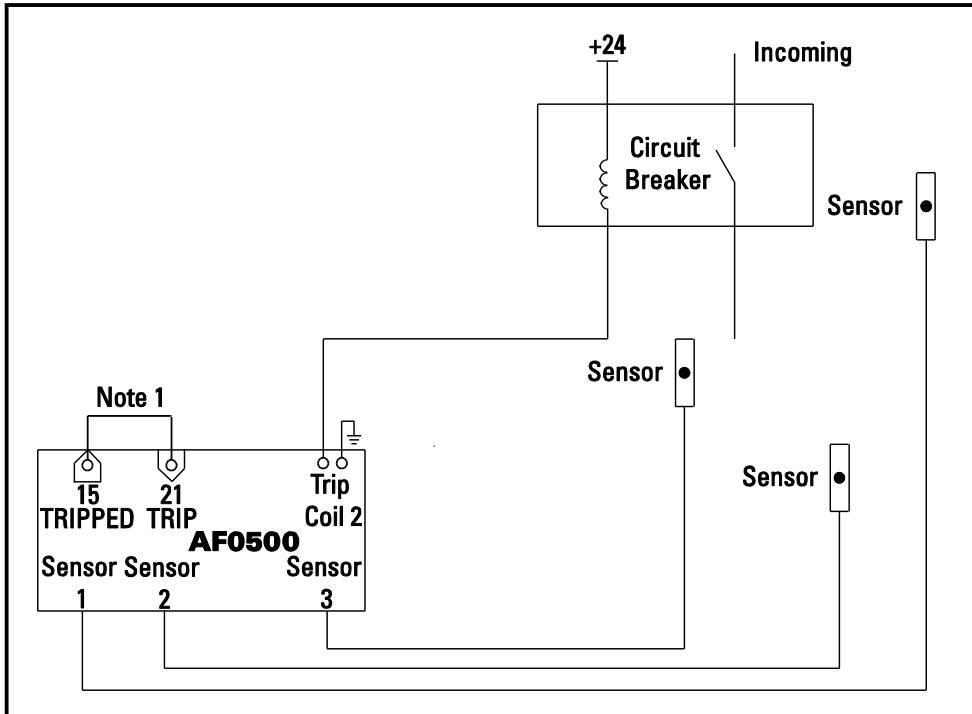 +24
Incoming
Circuit
Breaker
Sensor
Sensor
Note 1
Sensor
15
21
Trip
TRIPPED
TRIP
Coil 2
AF0500
Sensor
Sensor
Sensor
1
2
3